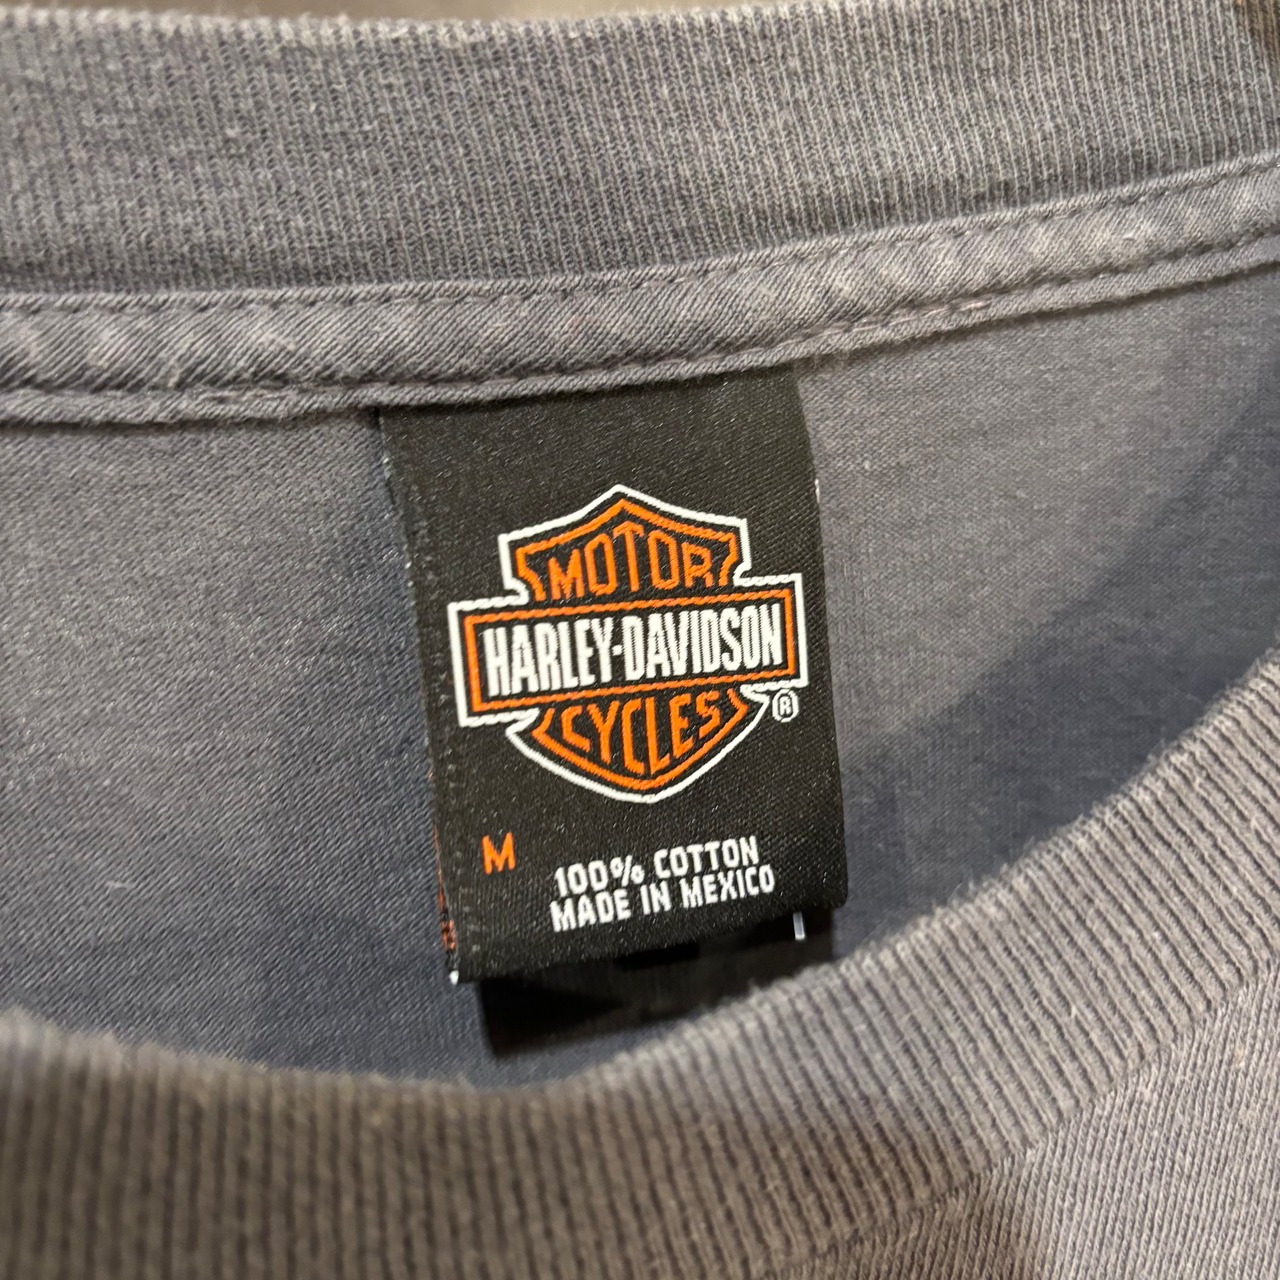 MOTOR
HARLEY-DAVIDSON
CYCLES
®
M
100% COTTON
MADE IN MEXICO